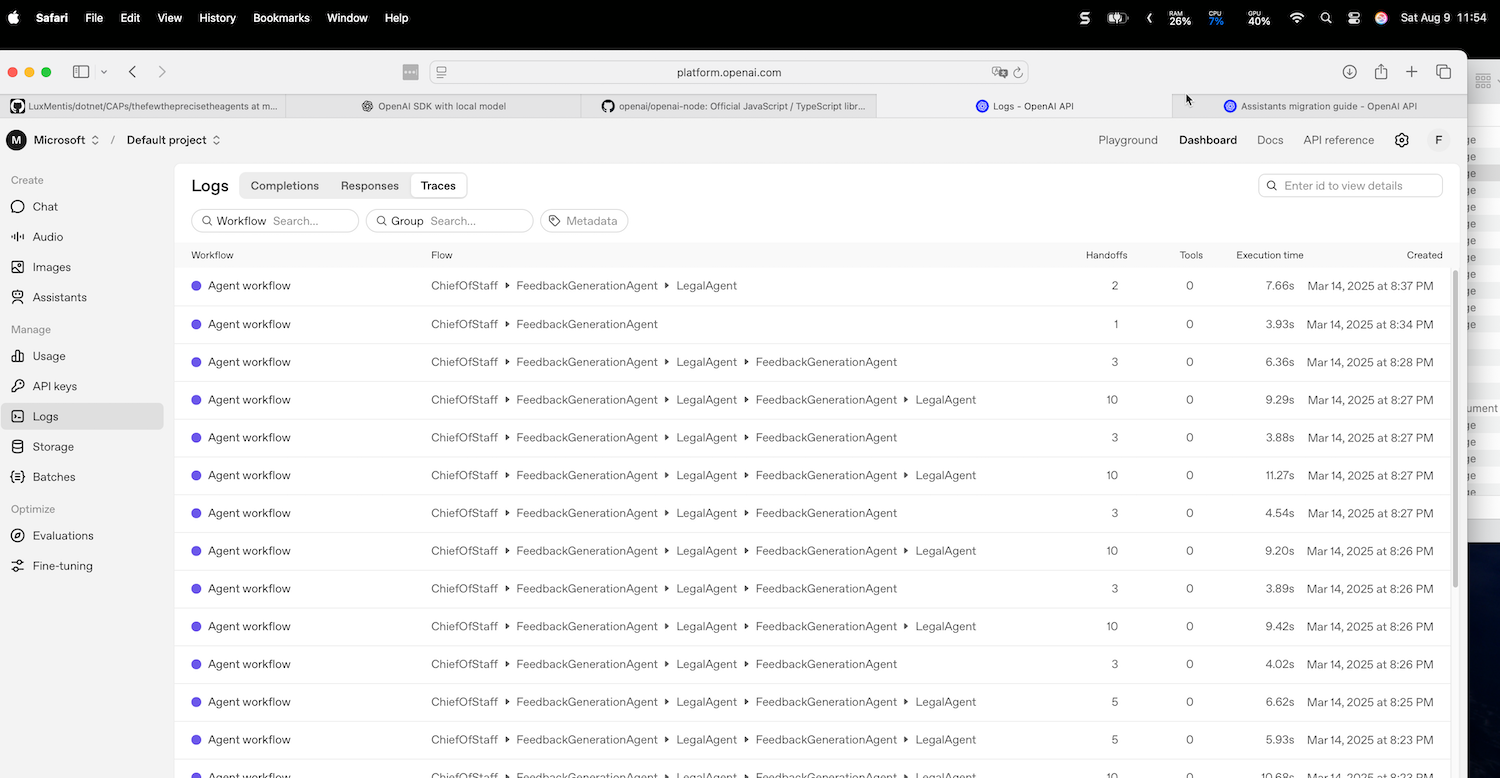 Safari File Edit View History Bookmarks Window Help RAM 26% CPU 7% GPU 40% Sat Aug 9 11:54
platform.openai.com
LuxMentis/dotnet/CAPs/thefewtheprecisetheagents at m... OpenAI SDK with local model openai/openai-node: Official JavaScript / TypeScript libr... Logs - OpenAI API Assistants migration guide - OpenAI API
M Microsoft / Default project Playground Dashboard Docs API reference F
Create
Chat
Audio
Images
Assistants
Manage
Usage
API keys
Logs
Storage
Batches
Optimize
Evaluations
Fine-tuning
Logs Completions Responses Traces Enter id to view details
Workflow Search... Group Search... Metadata
Workflow Flow Handoffs Tools Execution time Created
Agent workflow ChiefOfStaff FeedbackGenerationAgent LegalAgent 2 0 7.66s Mar 14, 2025 at 8:37 PM
Agent workflow ChiefOfStaff FeedbackGenerationAgent 1 0 3.93s Mar 14, 2025 at 8:34 PM
Agent workflow ChiefOfStaff FeedbackGenerationAgent LegalAgent FeedbackGenerationAgent 3 0 6.36s Mar 14, 2025 at 8:28 PM
Agent workflow ChiefOfStaff FeedbackGenerationAgent LegalAgent FeedbackGenerationAgent LegalAgent 10 0 9.29s Mar 14, 2025 at 8:27 PM
Agent workflow ChiefOfStaff FeedbackGenerationAgent LegalAgent FeedbackGenerationAgent 3 0 3.88s Mar 14, 2025 at 8:27 PM
Agent workflow ChiefOfStaff FeedbackGenerationAgent LegalAgent FeedbackGenerationAgent LegalAgent 10 0 11.27s Mar 14, 2025 at 8:27 PM
Agent workflow ChiefOfStaff FeedbackGenerationAgent LegalAgent FeedbackGenerationAgent 3 0 4.54s Mar 14, 2025 at 8:27 PM
Agent workflow ChiefOfStaff FeedbackGenerationAgent LegalAgent FeedbackGenerationAgent LegalAgent 10 0 9.20s Mar 14, 2025 at 8:26 PM
Agent workflow ChiefOfStaff FeedbackGenerationAgent LegalAgent FeedbackGenerationAgent 3 0 3.89s Mar 14, 2025 at 8:26 PM
Agent workflow ChiefOfStaff FeedbackGenerationAgent LegalAgent FeedbackGenerationAgent LegalAgent 10 0 9.42s Mar 14, 2025 at 8:26 PM
Agent workflow ChiefOfStaff FeedbackGenerationAgent LegalAgent FeedbackGenerationAgent 3 0 4.02s Mar 14, 2025 at 8:26 PM
Agent workflow ChiefOfStaff FeedbackGenerationAgent LegalAgent FeedbackGenerationAgent LegalAgent 5 0 6.62s Mar 14, 2025 at 8:25 PM
Agent workflow ChiefOfStaff FeedbackGenerationAgent LegalAgent FeedbackGenerationAgent LegalAgent 5 0 5.93s Mar 14, 2025 at 8:23 PM
Agent workflow ChiefOfStaff FeedbackGenerationAgent LegalAgent FeedbackGenerationAgent LegalAgent 10 0 10.68s Mar 14, 2025 at 8:23 PM